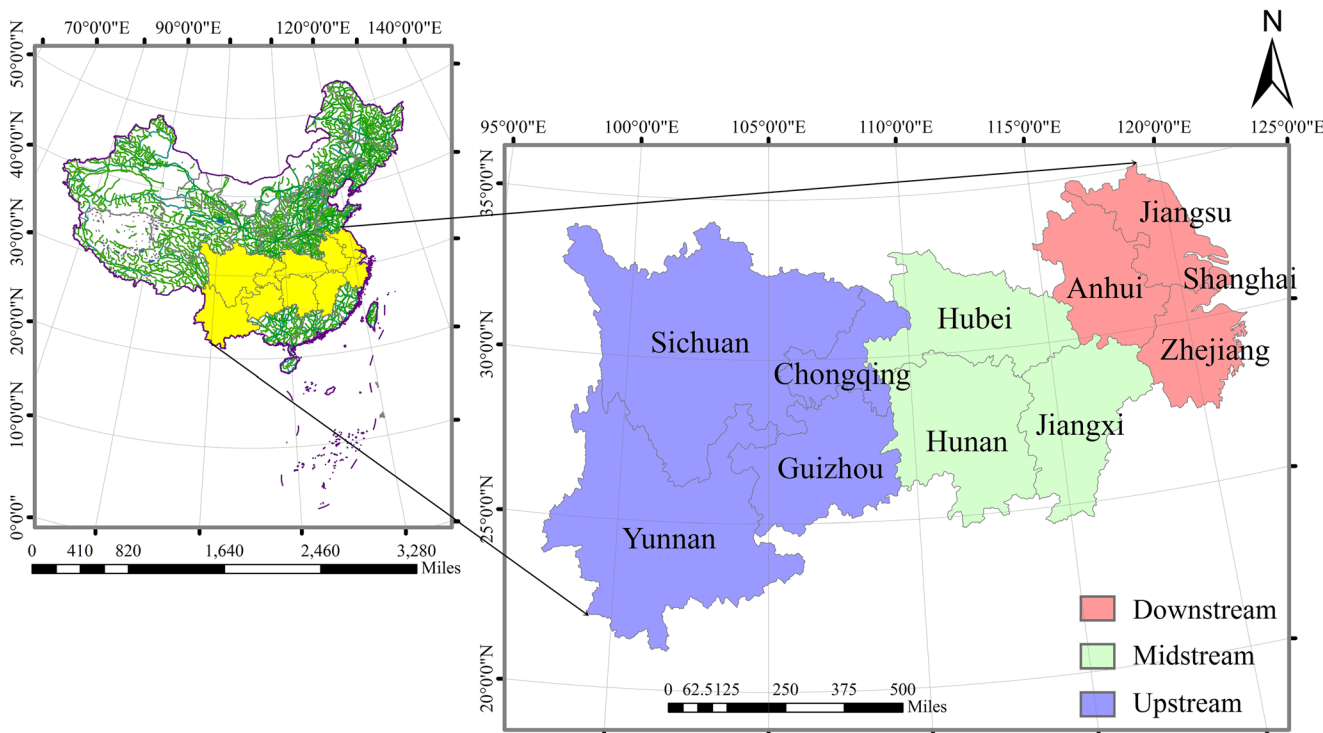 70°0'0"E 90°0'0"E 120°0'0"E 140°0'0"E
50°0'0"N
40°0'0"N
30°0'0"N
20°0'0"N
10°0'0"N
0°0'0"
0 410 820 1,640 2,460 3,280
Miles
N
95°0'0"E 100°0'0"E 105°0'0"E 110°0'0"E 115°0'0"E 120°0'0"E 125°0'0"E
35°0'0"N
30°0'0"N
25°0'0"N
20°0'0"N
Jiangsu
Shanghai
Anhui
Hubei
Sichuan
Zhejiang
Chongqing
Jiangxi
Hunan
Guizhou
Yunnan
Downstream
Midstream
Upstream
0 62.5 125 250 375 500
Miles